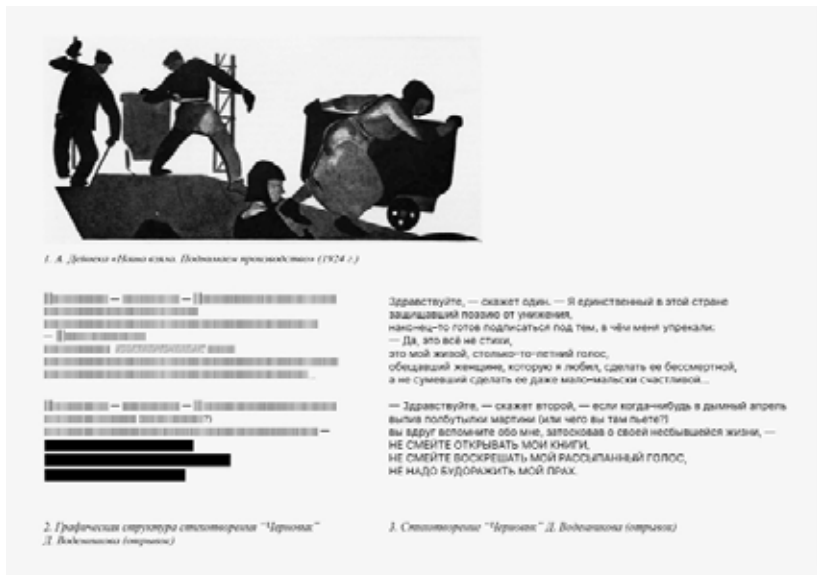 1. А. Дейнека «Наша взяла. Поднимаем производство» (1924 г.)
Здравствуйте, — скажет один. — Я единственный в этой стране
защищавший поэзию от унижения,
наконец-то готов подписаться под тем, в чём меня упрекали:
— Да, это всё не стихи,
это мой живой, столько-то-летний голос,
обещавший женщине, которую я любил, сделать ее бессмертной,
а не сумевший сделать ее даже мало-мальски счастливой...
— Здравствуйте, — скажет второй, — если когда-нибудь в дымный апрель
выпив полбутылки мартини (или чего вы там пьете?)
вы вдруг вспомните обо мне, затосковав о своей несбывшейся жизни, —
НЕ СМЕЙТЕ ОТКРЫВАТЬ МОИ КНИГИ,
НЕ СМЕЙТЕ ВОСКРЕШАТЬ МОЙ РАССЫПАННЫЙ ГОЛОС,
НЕ НАДО БУДОРАЖИТЬ МОЙ ПРАХ.
2. Графическая структура стихотворения "Черновик"
Д. Воденникова (отрывок)
3. Стихотворение "Черновик" Д. Воденникова (отрывок)